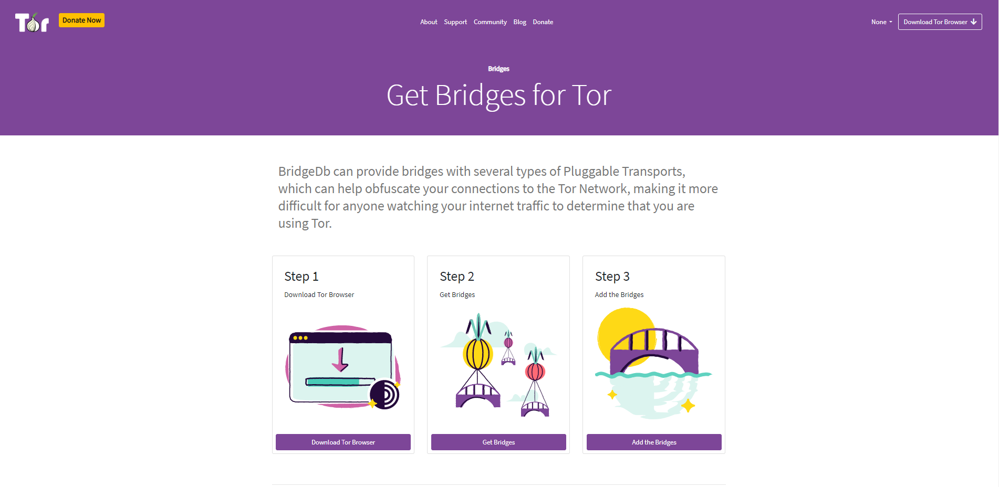 Tor
Donate Now
About Support Community Blog Donate
None
Download Tor Browser
Bridges
Get Bridges for Tor
BridgeDb can provide bridges with several types of Pluggable Transports,
which can help obfuscate your connections to the Tor Network, making it more
difficult for anyone watching your internet traffic to determine that you are
using Tor.
Step 1
Download Tor Browser
Download Tor Browser
Step 2
Get Bridges
Get Bridges
Step 3
Add the Bridges
Add the Bridges